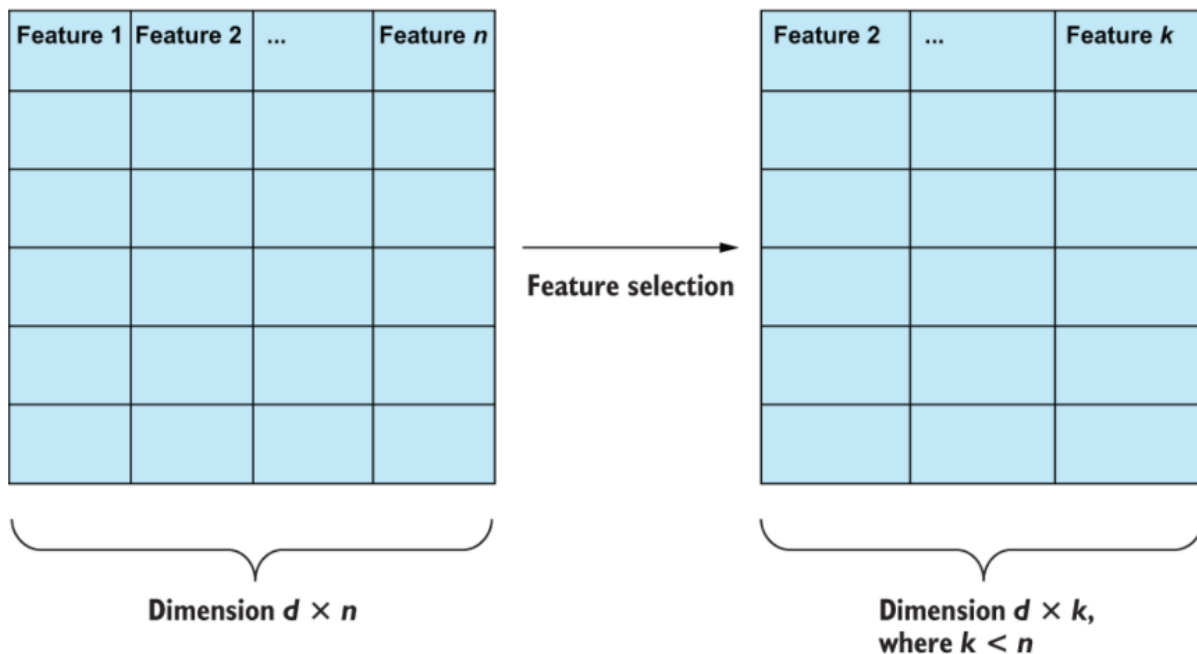 Feature 1 Feature 2 ... Feature n
Feature 2 ... Feature k
Feature selection
Dimension d × n
Dimension d × k,
where k < n